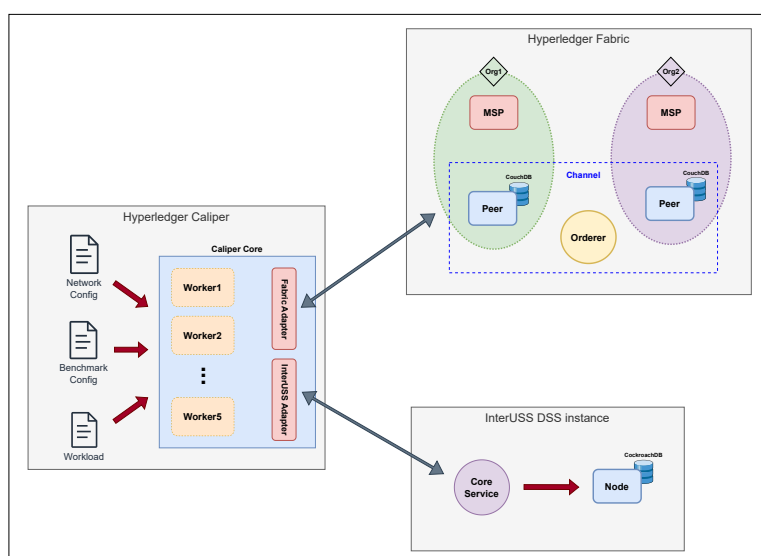 Hyperledger Fabric
Org1
Org2
MSP
MSP
CouchDB
Channel
CouchDB
Peer
Peer
Orderer
Hyperledger Caliper
Caliper Core
Network
Config
Benchmark
Config
Workload
Worker1
Worker2
Worker5
Fabric Adapter
InterUSS Adapter
InterUSS DSS instance
Core
Service
CockroachDB
Node